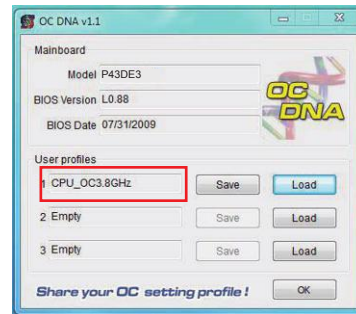 OC DNA v1.1
Mainboard
Model P43DE3
BIOS Version L0.88
BIOS Date 07/31/2009
OC
DNA
User profiles
1 CPU_OC3.8GHz Save Load
2 Empty Save Load
3 Empty Save Load
Share your OC setting profile! OK